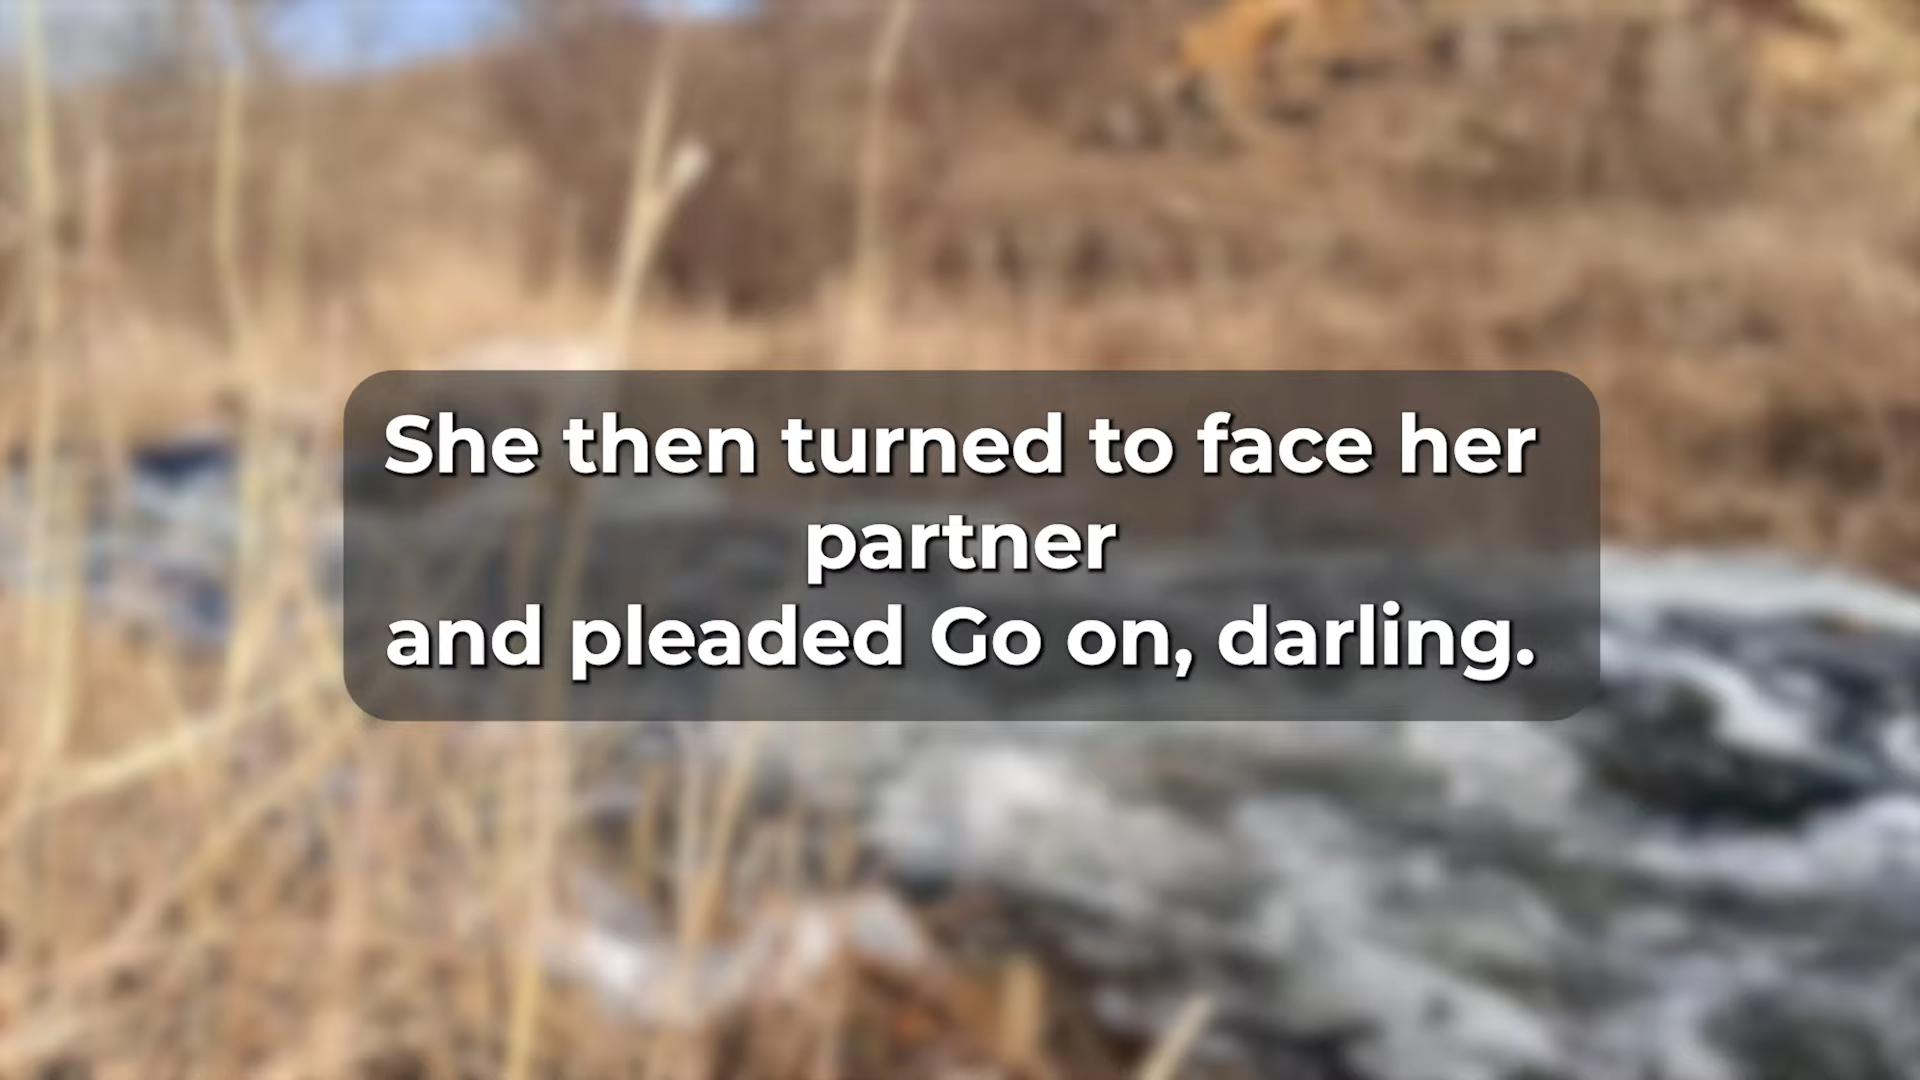 She then turned to face her
partner
and pleaded Go on, darling.